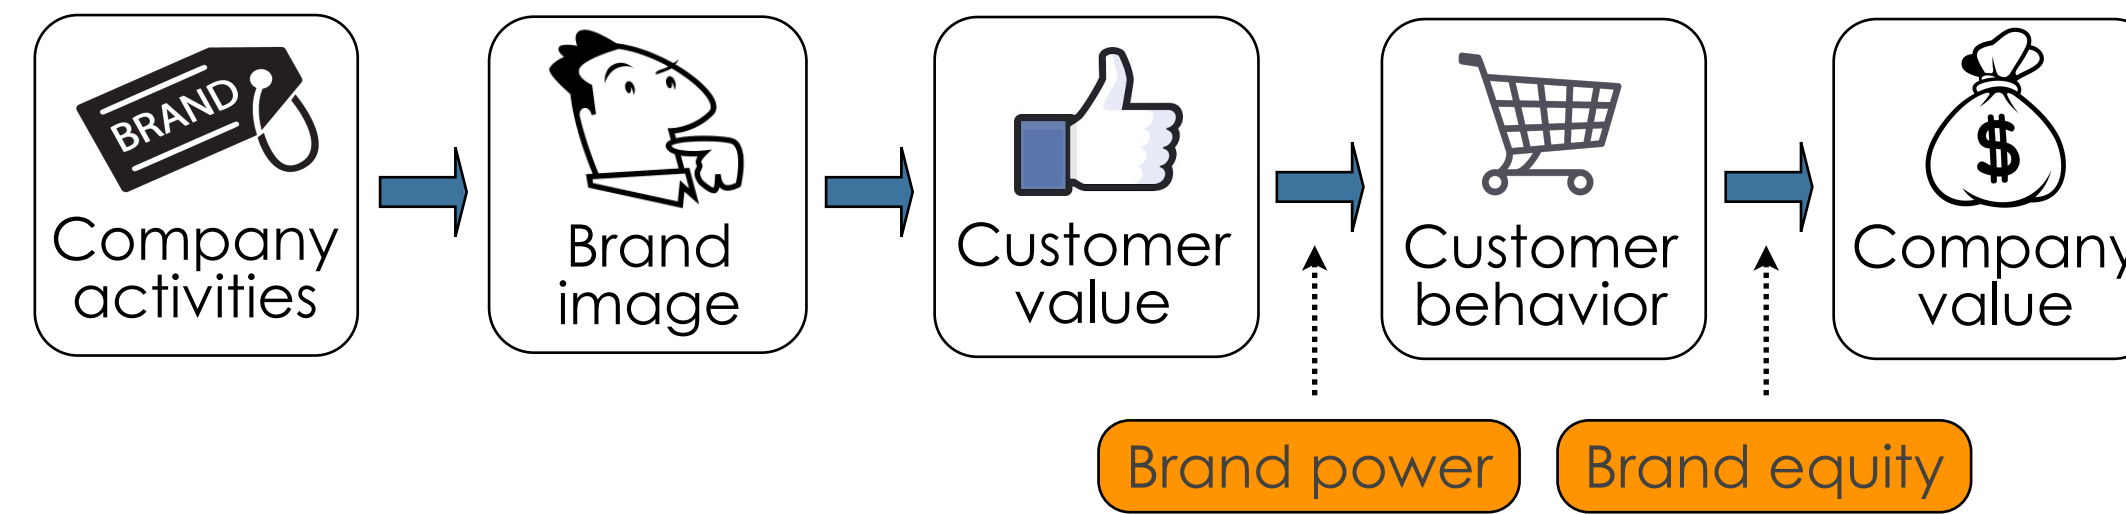 BRAND
Company
activities
Brand
image
Customer
value
Customer
behavior
$
Company
value
Brand power
Brand equity